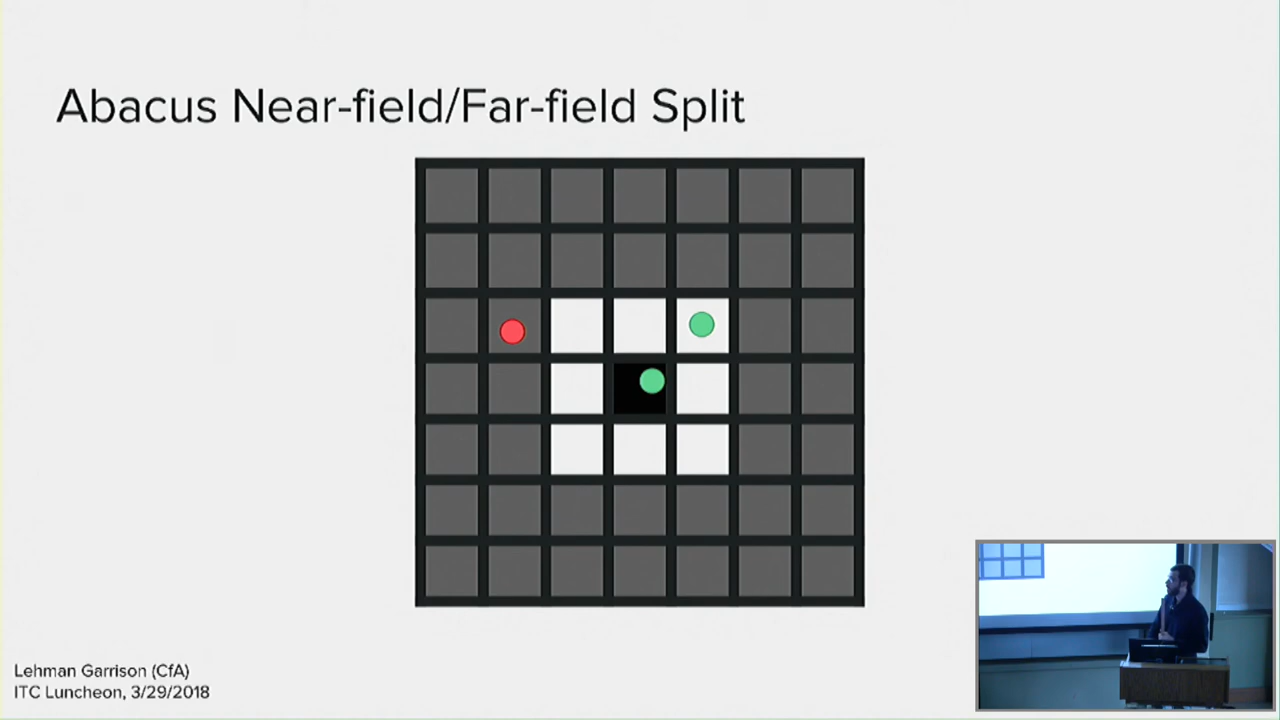 Abacus Near-field/Far-field Split
Lehman Garrison (CfA)
ITC Luncheon, 3/29/2018